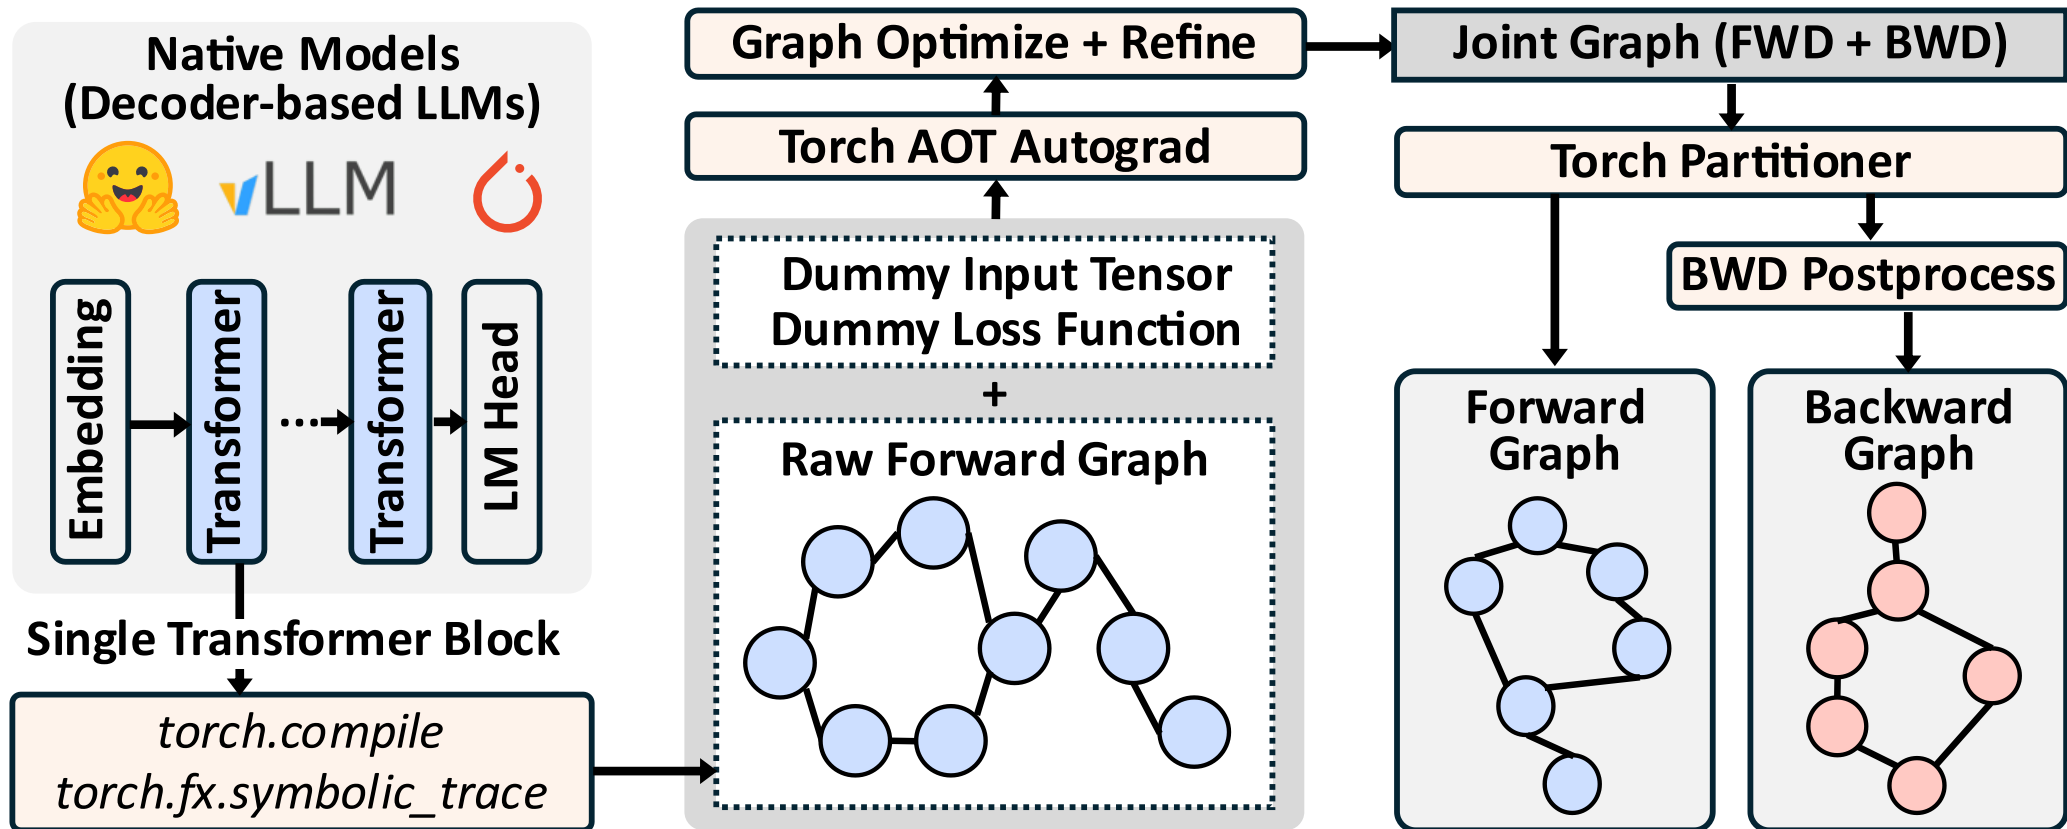 Native Models
(Decoder-based LLMs)
vLLM
Embedding
Transformer
...
Transformer
LM Head
Single Transformer Block
torch.compile
torch.fx.symbolic_trace
Graph Optimize + Refine
Torch AOT Autograd
Dummy Input Tensor
Dummy Loss Function
+
Raw Forward Graph
Joint Graph (FWD + BWD)
Torch Partitioner
BWD Postprocess
Forward
Graph
Backward
Graph